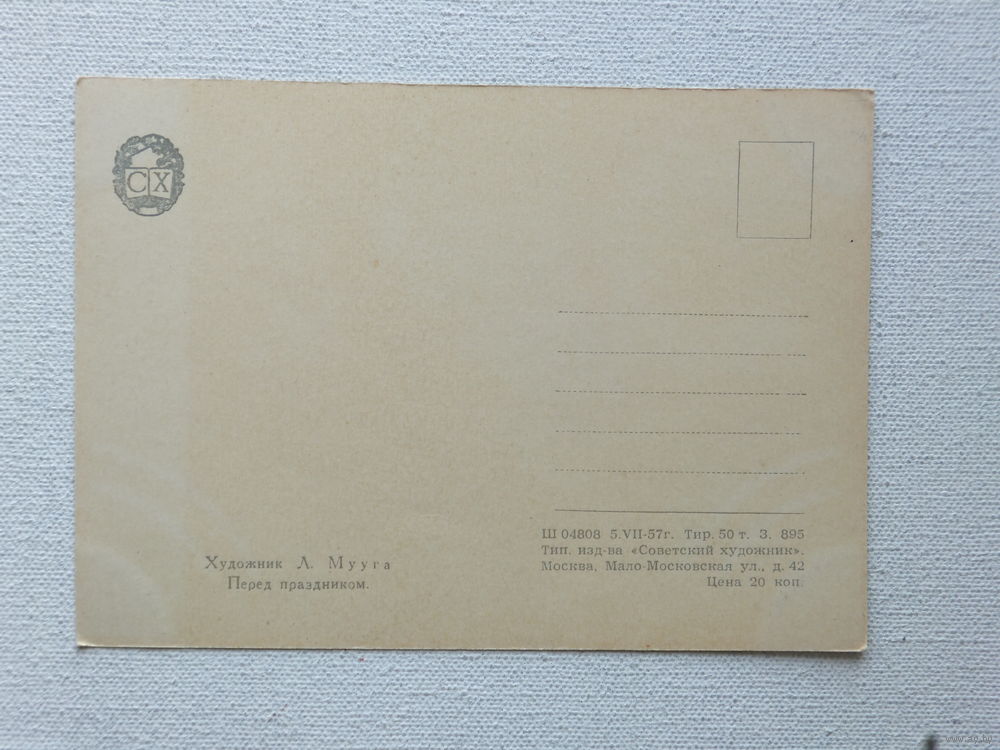 СХ
Художник Л. Мууга
Перед праздником.
Ш 04808 5.VII-57г. Тир. 50 т. З. 895
Тип. изд-ва «Советский художник».
Москва, Мало-Московская ул., д. 42
Цена 20 коп.